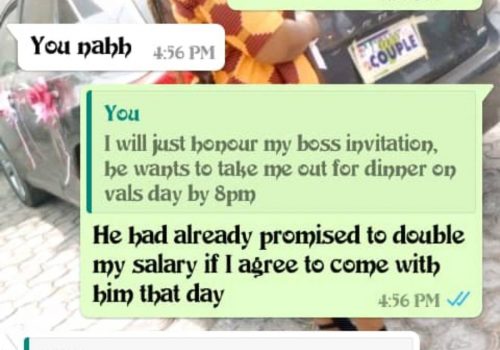 COUPLE
You nahh 4:56 PM
You
I will just honour my boss invitation,
he wants to take me out for dinner on
vals day by 8pm
He had already promised to double
my salary if I agree to come with
him that day
4:56 PM